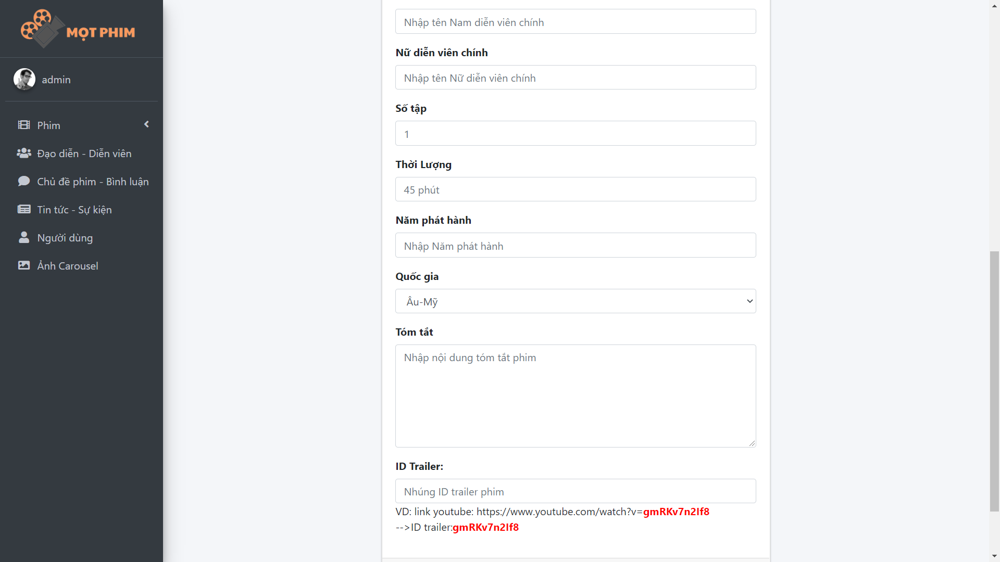 MỌT PHIM
admin
Phim
Đạo diễn - Diễn viên
Chủ đề phim - Bình luận
Tin tức - Sự kiện
Người dùng
Ảnh Carousel
Nhập tên Nam diễn viên chính
Nữ diễn viên chính
Nhập tên Nữ diễn viên chính
Số tập
1
Thời Lượng
45 phút
Năm phát hành
Nhập Năm phát hành
Quốc gia
Âu-Mỹ
Tóm tắt
Nhập nội dung tóm tắt phim
ID Trailer:
Nhúng ID trailer phim
VD: link youtube: https://www.youtube.com/watch?v=gmRKv7n2If8
-->ID trailer:gmRKv7n2If8